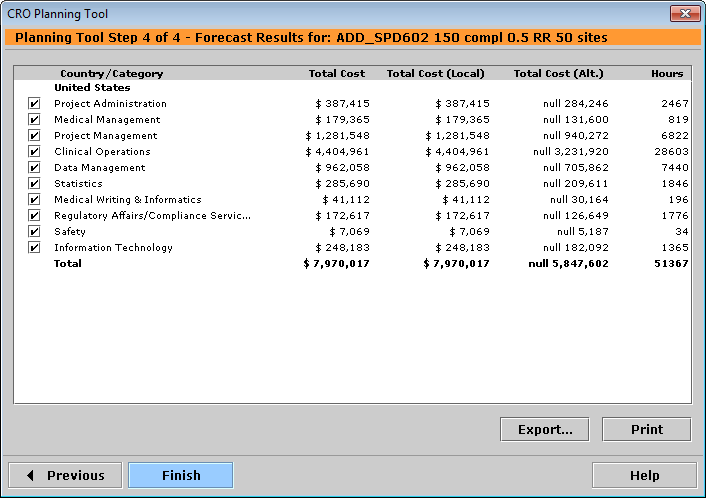 CRO Planning Tool
Planning Tool Step 4 of 4 - Forecast Results for: ADD_SPD602 150 compl 0.5 RR 50 sites
Country/Category Total Cost Total Cost (Local) Total Cost (Alt.) Hours
United States
Project Administration $ 387,415 $ 387,415 null 284,246 2467
Medical Management $ 179,365 $ 179,365 null 131,600 819
Project Management $ 1,281,548 $ 1,281,548 null 940,272 6822
Clinical Operations $ 4,404,961 $ 4,404,961 null 3,231,920 28603
Data Management $ 962,058 $ 962,058 null 705,862 7440
Statistics $ 285,690 $ 285,690 null 209,611 1846
Medical Writing & Informatics $ 41,112 $ 41,112 null 30,164 196
Regulatory Affairs/Compliance Servic... $ 172,617 $ 172,617 null 126,649 1776
Safety $ 7,069 $ 7,069 null 5,187 34
Information Technology $ 248,183 $ 248,183 null 182,092 1365
Total $ 7,970,017 $ 7,970,017 null 5,847,602 51367
Export... Print
Previous Finish Help